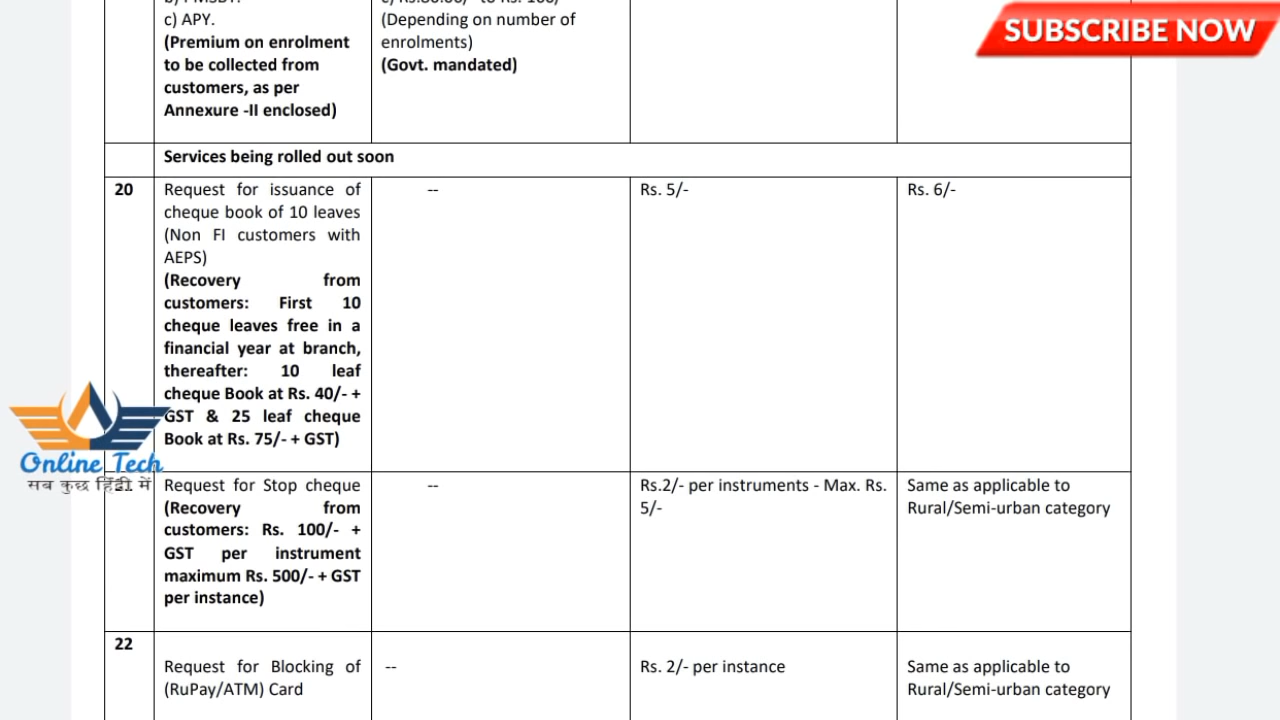 c) APY.
(Premium on enrolment
to be collected from
customers, as per
Annexure -II enclosed)
(Depending on number of
enrolments)
(Govt. mandated)
SUBSCRIBE NOW
Services being rolled out soon
20
Request for issuance of
cheque book of 10 leaves
(Non FI customers with
AEPS)
(Recovery from
customers: First 10
cheque leaves free in a
financial year at branch,
thereafter: 10 leaf
cheque Book at Rs. 40/- +
GST & 25 leaf cheque
Book at Rs. 75/- + GST)
--
Rs. 5/-
Rs. 6/-
Online Tech
सब कुछ हिंदी में
Request for Stop cheque
(Recovery from
customers: Rs. 100/- +
GST per instrument
maximum Rs. 500/- + GST
per instance)
--
Rs.2/- per instruments - Max. Rs.
5/-
Same as applicable to
Rural/Semi-urban category
22
Request for Blocking of
(RuPay/ATM) Card
--
Rs. 2/- per instance
Same as applicable to
Rural/Semi-urban category